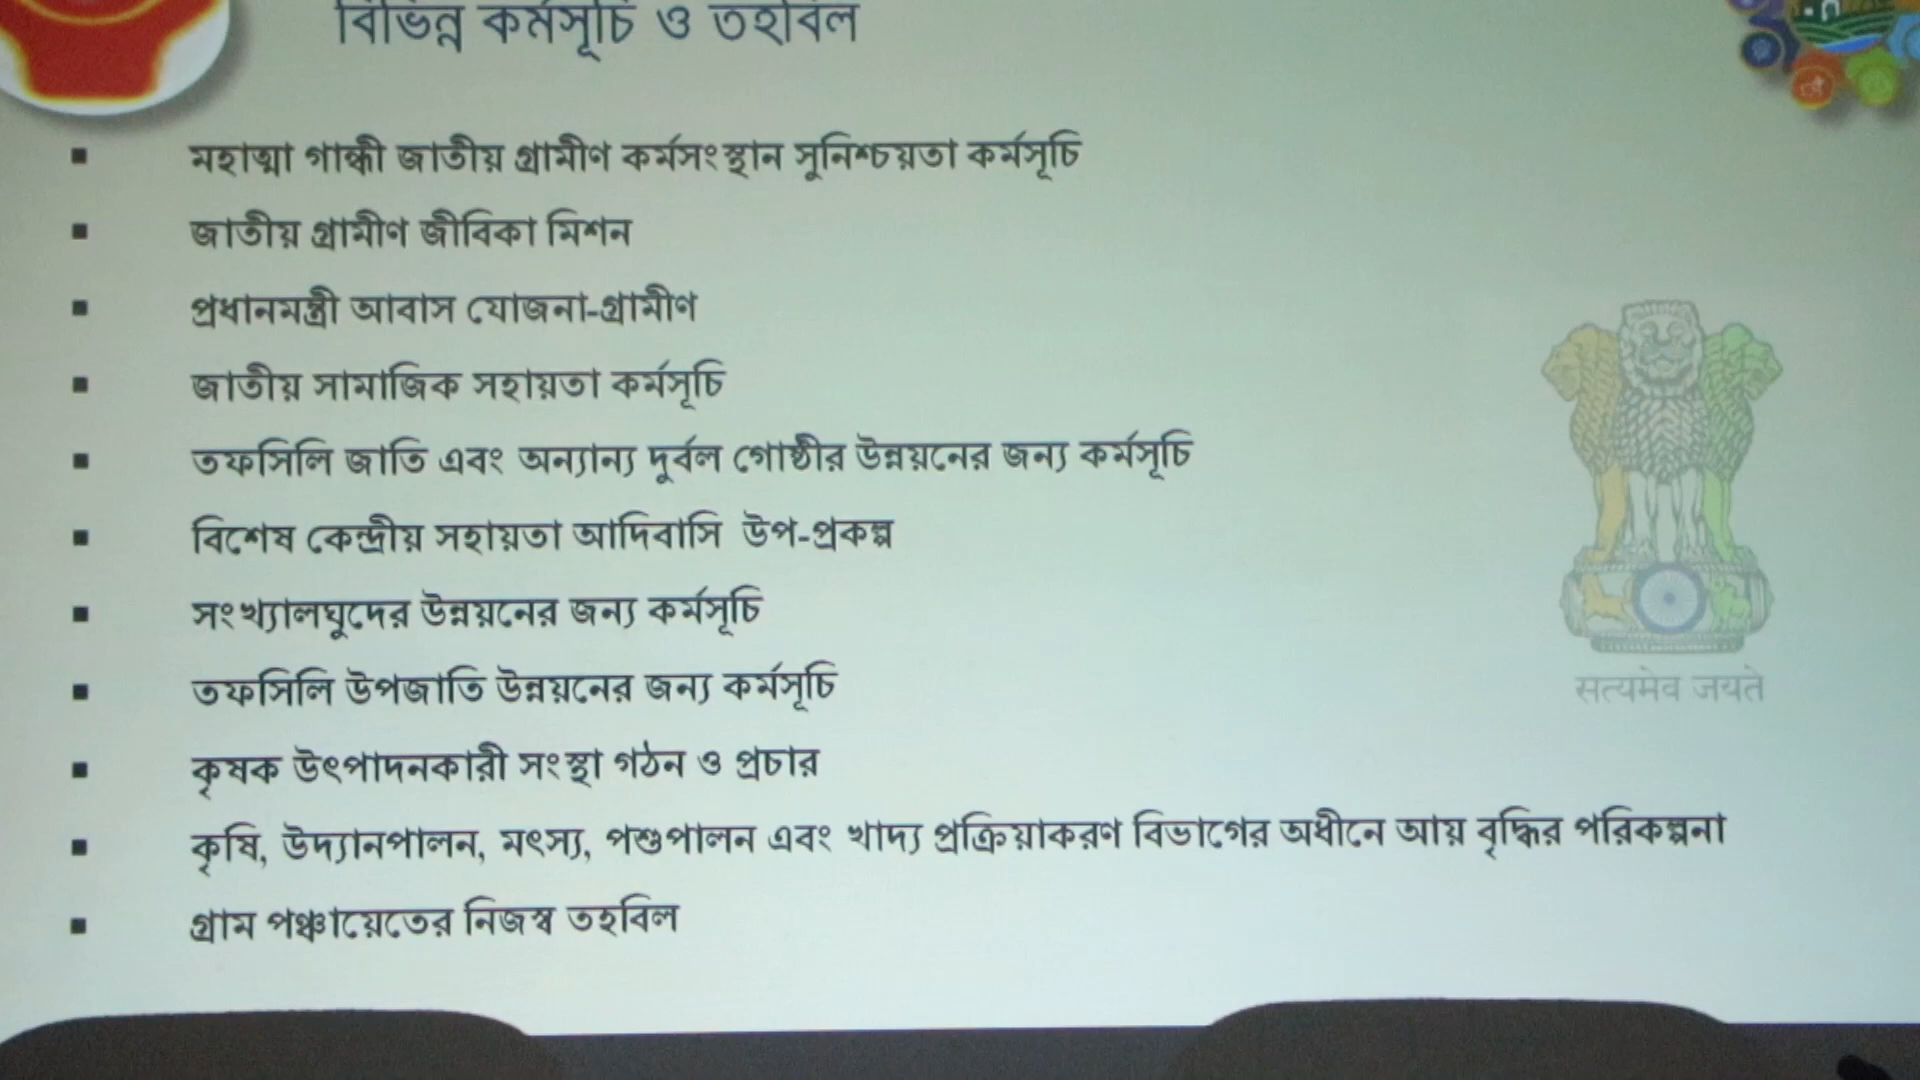 বিভিন্ন কর্মসূচি ও তহবিল
মহাত্মা গান্ধী জাতীয় গ্রামীণ কর্মসংস্থান সুনিশ্চয়তা কর্মসূচি
জাতীয় গ্রামীণ জীবিকা মিশন
প্রধানমন্ত্রী আবাস যোজনা-গ্রামীণ
জাতীয় সামাজিক সহায়তা কর্মসূচি
তফসিলি জাতি এবং অন্যান্য দুর্বল গোষ্ঠীর উন্নয়নের জন্য কর্মসূচি
বিশেষ কেন্দ্রীয় সহায়তা আদিবাসি উপ-প্রকল্প
সংখ্যালঘুদের উন্নয়নের জন্য কর্মসূচি
তফসিলি উপজাতি উন্নয়নের জন্য কর্মসূচি
सत्यमेव जयते
কৃষক উৎপাদনকারী সংস্থা গঠন ও প্রচার
কৃষি, উদ্যানপালন, মৎস্য, পশুপালন এবং খাদ্য প্রক্রিয়াকরণ বিভাগের অধীনে আয় বৃদ্ধির পরিকল্পনা
গ্রাম পঞ্চায়েতের নিজস্ব তহবিল